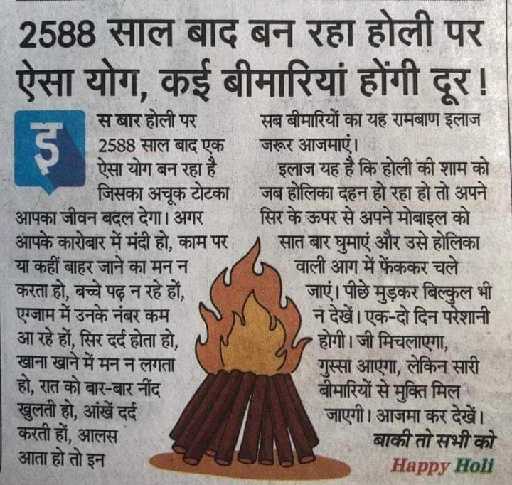 2588 साल बाद बन रहा होली पर
ऐसा योग, कई बीमारियां होंगी दूर!
इस बार होली पर
2588 साल बाद एक
ऐसा योग बन रहा है
जिसका अचूक टोटका
आपका जीवन बदल देगा। अगर
आपके कारोबार में मंदी हो, काम पर
या कहीं बाहर जाने का मन न
करता हो, बच्चे पढ़ न रहे हों,
एग्जाम में उनके नंबर कम
आ रहे हों, सिर दर्द होता हो,
खाना खाने में मन न लगता
हो, रात को बार-बार नींद
खुलती हो, आंखें दर्द
करती हों, आलस
आता हो तो इन
सब बीमारियों का यह रामबाण इलाज
जरूर आजमाएं।
इलाज यह है कि होली की शाम को
जब होलिका दहन हो रहा हो तो अपने
सिर के ऊपर से अपने मोबाइल को
सात बार घुमाएं और उसे होलिका
वाली आग में फेंककर चले
जाएं। पीछे मुड़कर बिल्कुल भी
न देखें। एक-दो दिन परेशानी
होगी। जी मिचलाएगा,
गुस्सा आएगा, लेकिन सारी
बीमारियों से मुक्ति मिल
जाएगी। आजमा कर देखें।
बाकी तो सभी को
Happy Holi